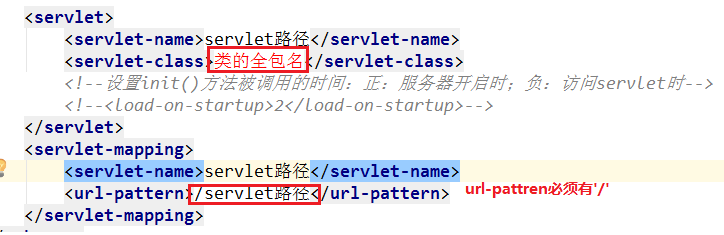 <servlet>
<servlet-name>servlet路径</servlet-name>
<servlet-class>类的全包名</servlet-class>
<!--设置init()方法被调用的时间：正：服务器开启时；负：访问servlet时-->
<!--<load-on-startup>2</load-on-startup>-->
</servlet>
<servlet-mapping>
<servlet-name>servlet路径</servlet-name>
<url-pattern>/servlet路径</url-pattern> url-pattren必须有'/'
</servlet-mapping>